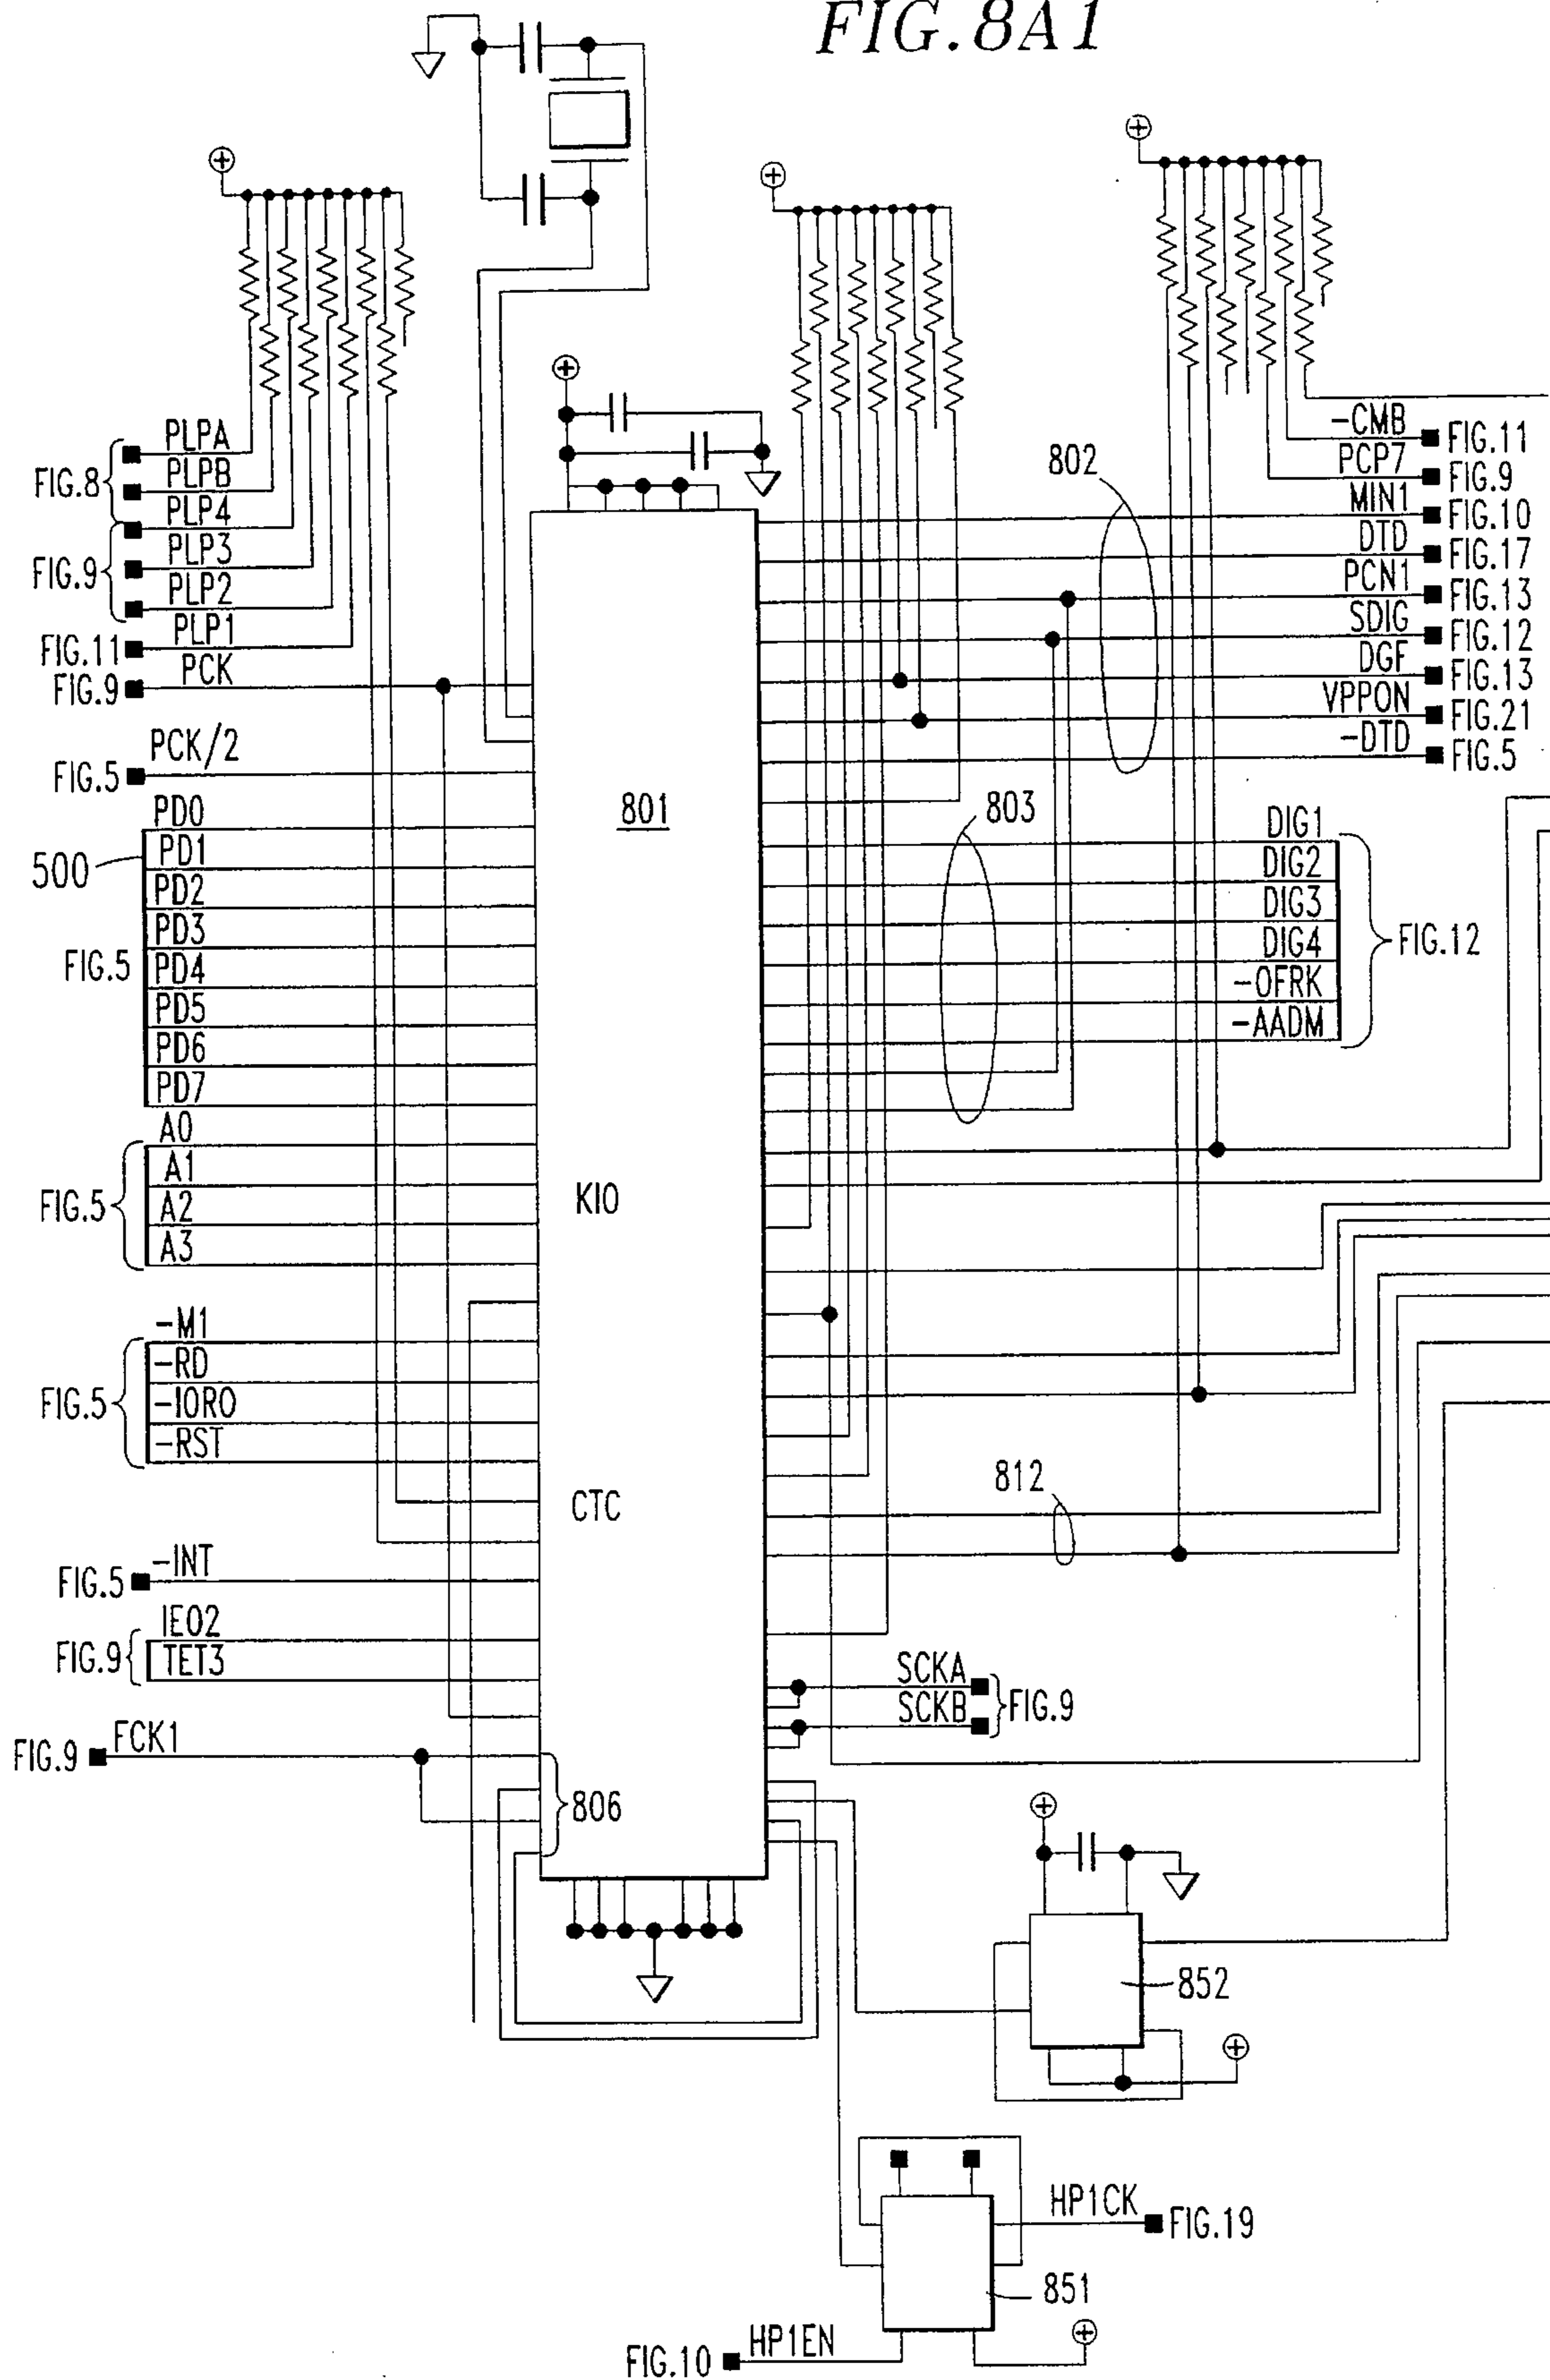 FIG.8A1
PLPA
PLPB
FIG.8
PLP4
PLP3
FIG.9
PLP2
PLP1
FIG.11
PCK
FIG.9
PCK/2
FIG.5
PD0
500
PD1
PD2
PD3
FIG.5
PD4
PD5
PD6
PD7
A0
A1
FIG.5
A2
A3
-M1
-RD
FIG.5
-IORO
-RST
-INT
FIG.5
IEO2
FIG.9
TET3
FCK1
FIG.9
801
KIO
CTC
806
802
-CMB
FIG.11
PCP7
FIG.9
MIN1
FIG.10
DTD
FIG.17
PCN1
FIG.13
SDIG
FIG.12
DGF
FIG.13
VPPON
FIG.21
-DTD
FIG.5
803
DIG1
DIG2
DIG3
DIG4
FIG.12
-OFRK
-AADM
812
SCKA
SCKB
FIG.9
852
HP1CK
FIG.19
851
HP1EN
FIG.10